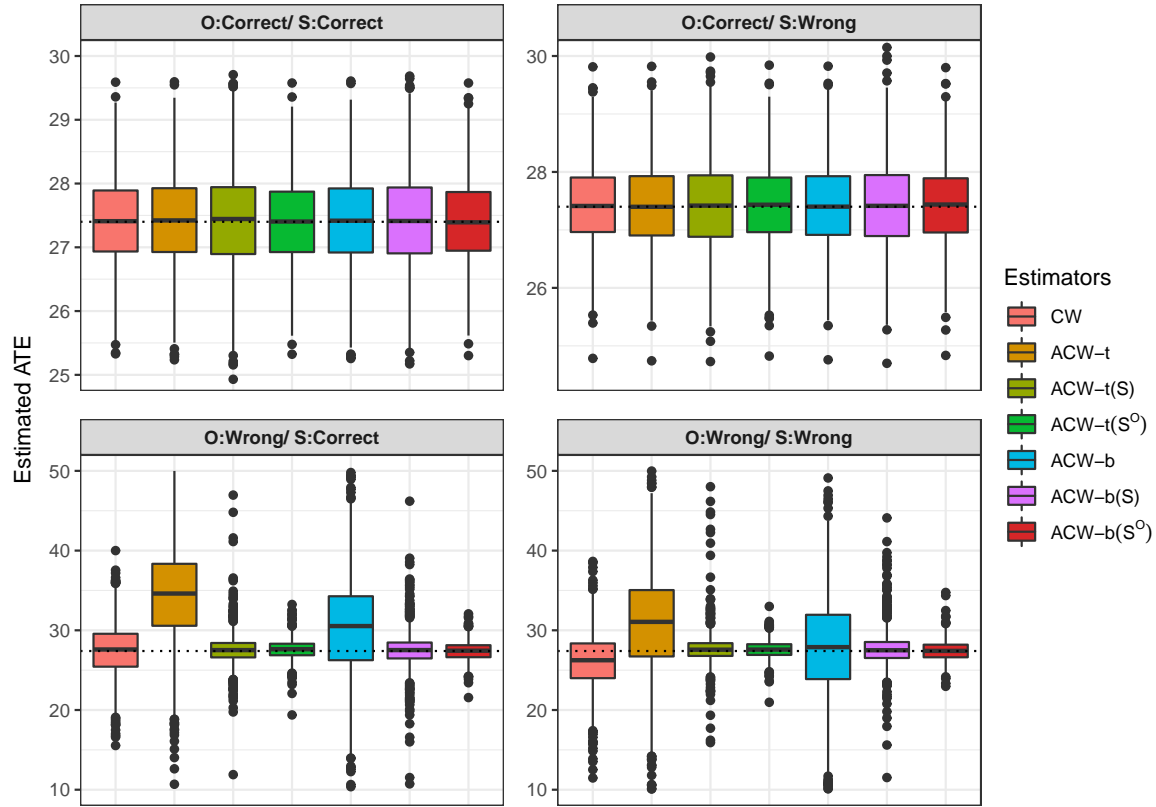 O:Correct/ S:Correct
O:Correct/ S:Wrong
30
29
28
27
26
25
30
28
26
Estimated ATE
O:Wrong/ S:Correct
O:Wrong/ S:Wrong
50
40
30
20
10
50
40
30
20
10
Estimators
CW
ACW−t
ACW−t(S)
ACW−t(S^O)
ACW−b
ACW−b(S)
ACW−b(S^O)